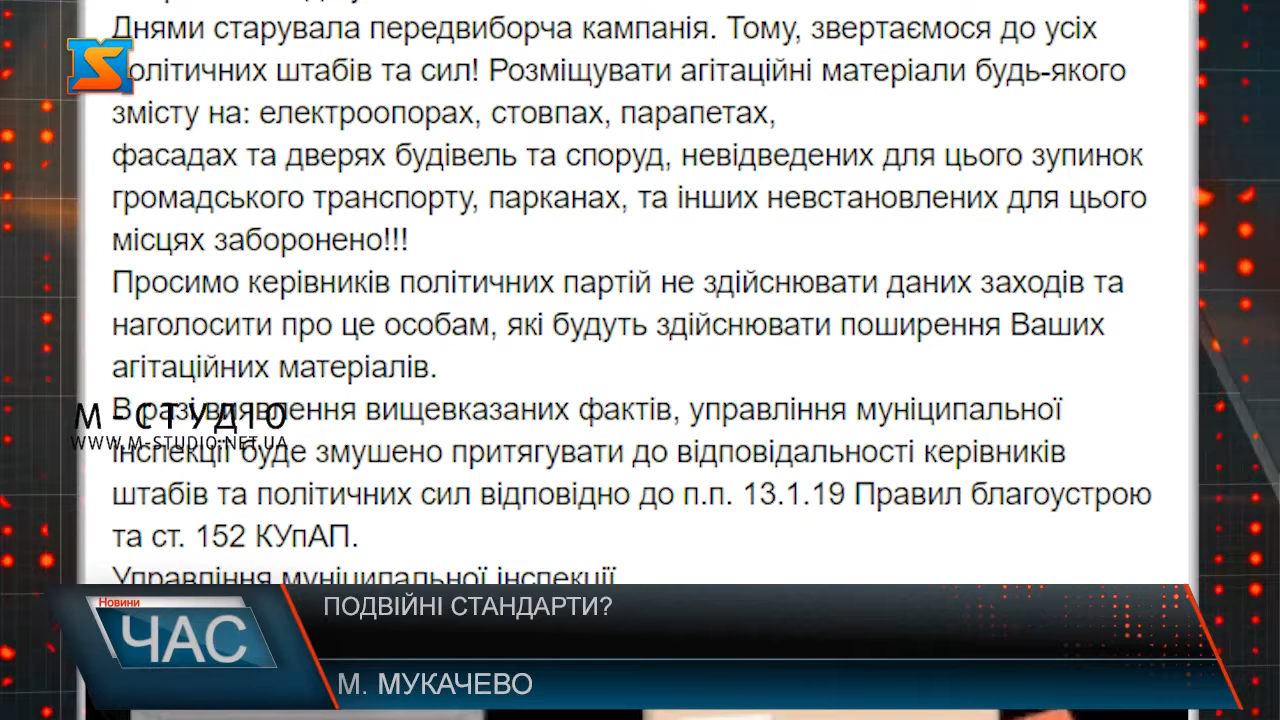 Днями старувала передвиборча кампанія. Тому, звертаємося до усіх
політичних штабів та сил! Розміщувати агітаційні матеріали будь-якого
змісту на: електроопорах, стовпах, парапетах,
фасадах та дверях будівель та споруд, невідведених для цього зупинок
громадського транспорту, парканах, та інших невстановлених для цього
місцях заборонено!!!
Просимо керівників політичних партій не здійснювати даних заходів та
наголосити про це особам, які будуть здійснювати поширення Ваших
агітаційних матеріалів.
В разі виявлення вищевказаних фактів, управління муніципальної
М-СТУДІО
WWW.M-STUDIO.NET.UA
інспекції буде змушено притягувати до відповідальності керівників
штабів та політичних сил відповідно до п.п. 13.1.19 Правил благоустрою
та ст. 152 КУпАП.
Управління муніципальної інспекції
Новини
ЧАС
ПОДВІЙНІ СТАНДАРТИ?
М. МУКАЧЕВО